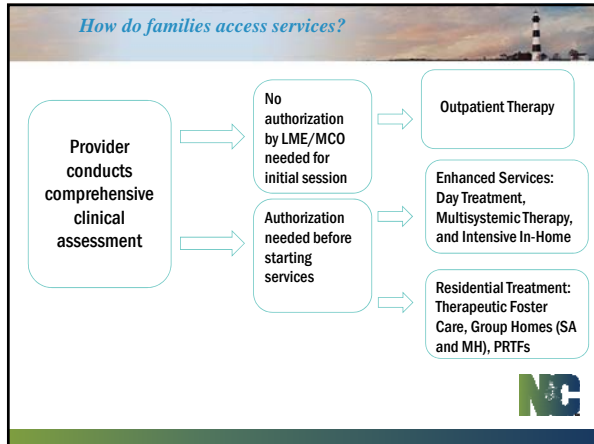 How do families access services?
No
authorization
by LME/MCO
needed for
initial session
Outpatient Therapy
Provider
conducts
comprehensive
clinical
assessment
Authorization
needed before
starting
services
Enhanced Services:
Day Treatment,
Multisystemic Therapy,
and Intensive In-Home
Residential Treatment:
Therapeutic Foster
Care, Group Homes (SA
and MH), PRTFs
NC